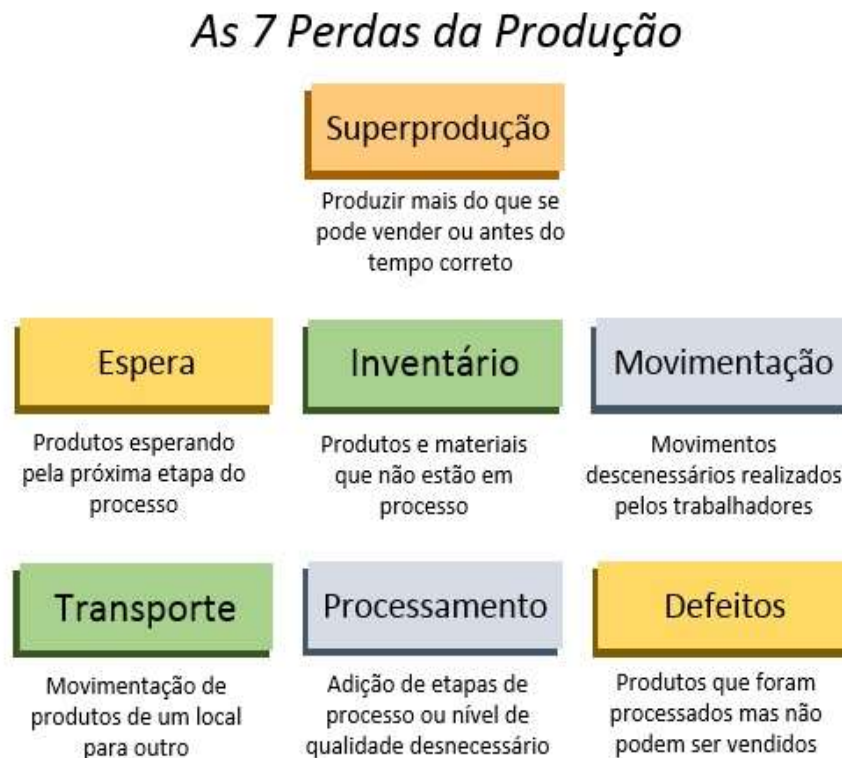 As 7 Perdas da Produção
Superprodução
Produzir mais do que se
pode vender ou antes do
tempo correto
Espera
Produtos esperando
pela próxima etapa do
processo
Inventário
Produtos e materiais
que não estão em
processo
Movimentação
Movimentos
descenessários realizados
pelos trabalhadores
Transporte
Movimentação de
produtos de um local
para outro
Processamento
Adição de etapas de
processo ou nível de
qualidade desnecessário
Defeitos
Produtos que foram
processados mas não
podem ser vendidos